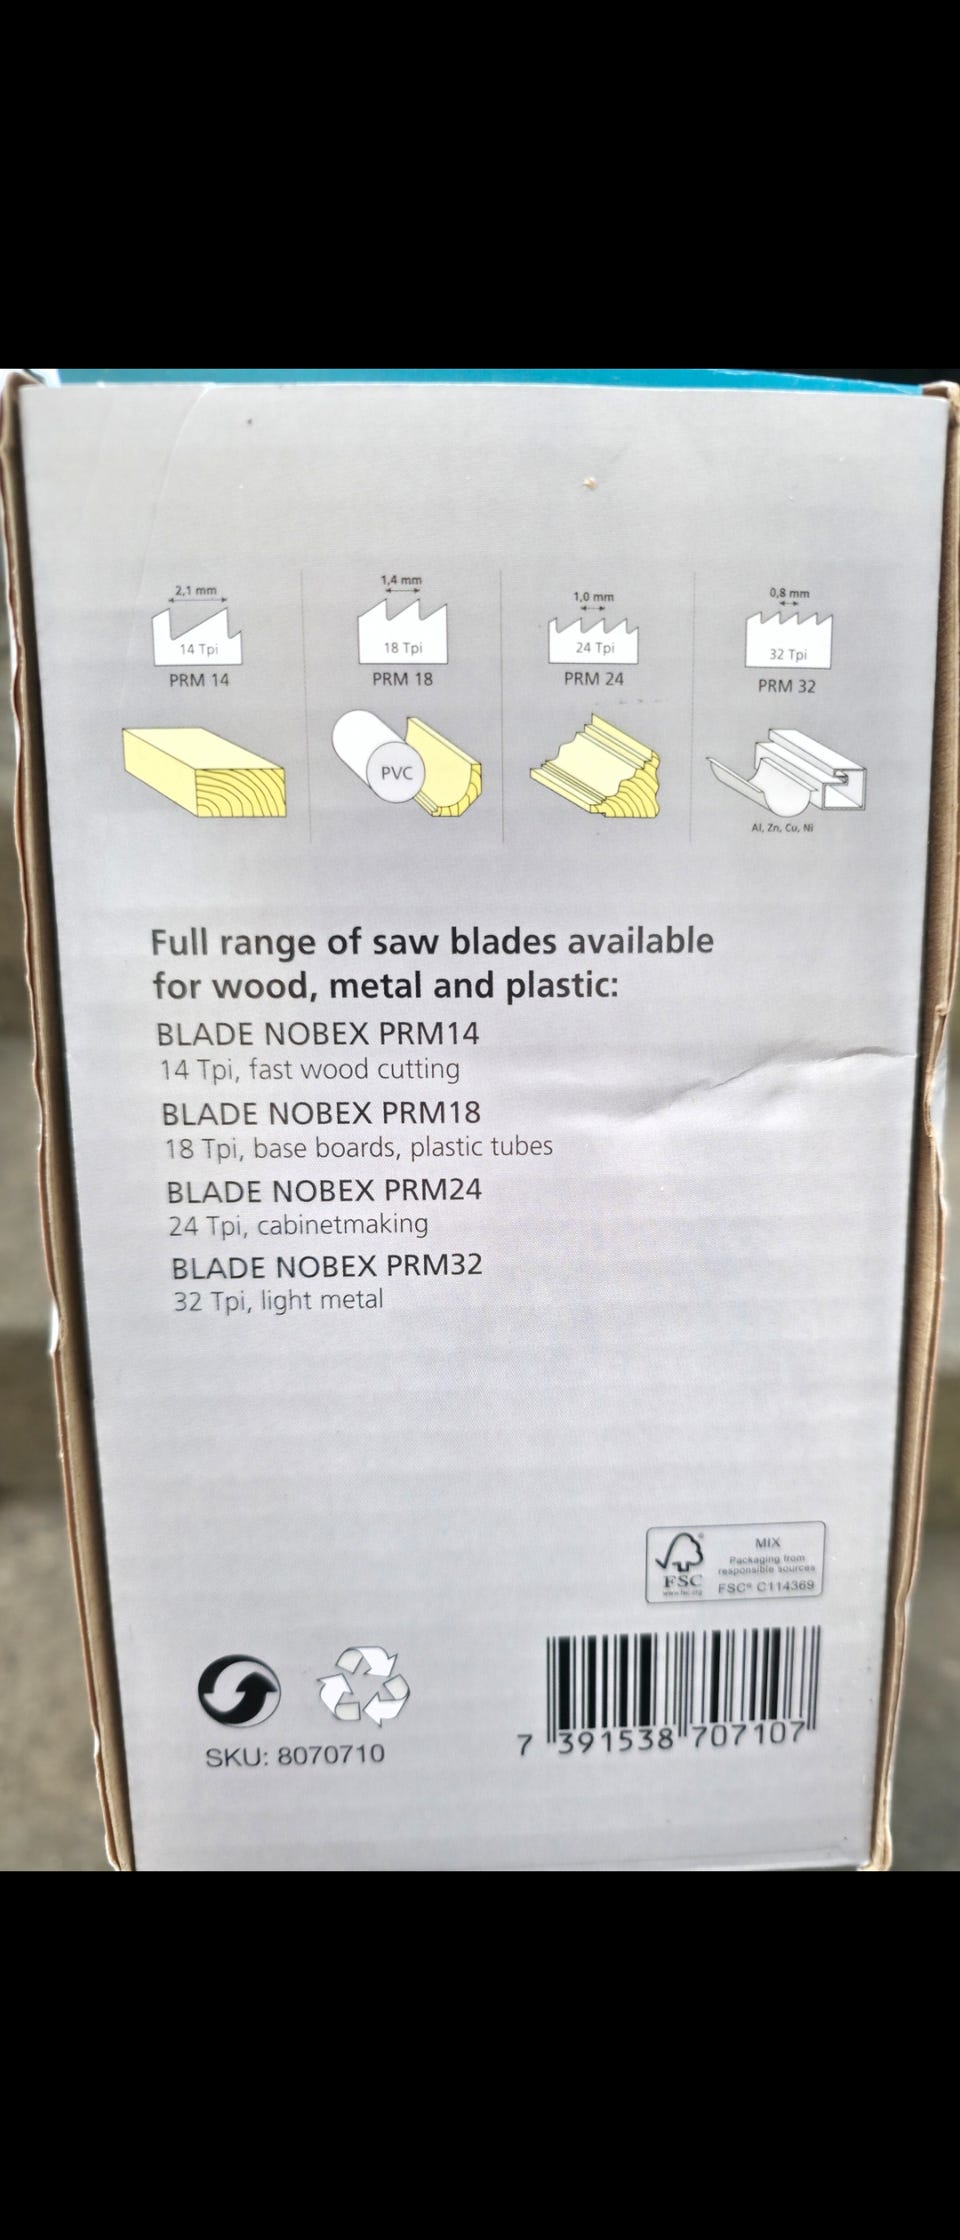 2,1 mm
14 Tpi
PRM 14
1,4 mm
18 Tpi
PRM 18
1,0 mm
24 Tpi
PRM 24
0,8 mm
32 Tpi
PRM 32
PVC
Al, Zn, Cu, Ni
Full range of saw blades available
for wood, metal and plastic:
BLADE NOBEX PRM14
14 Tpi, fast wood cutting
BLADE NOBEX PRM18
18 Tpi, base boards, plastic tubes
BLADE NOBEX PRM24
24 Tpi, cabinetmaking
BLADE NOBEX PRM32
32 Tpi, light metal
FSC
www.fsc.org
MIX
Packaging from
responsible sources
FSC® C114369
SKU: 8070710
7 391538 707107